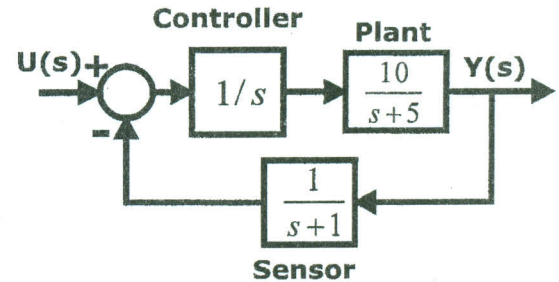 Controller
Plant
U(s) +
1/s
10
s+5
Y(s)
-
1
s+1
Sensor